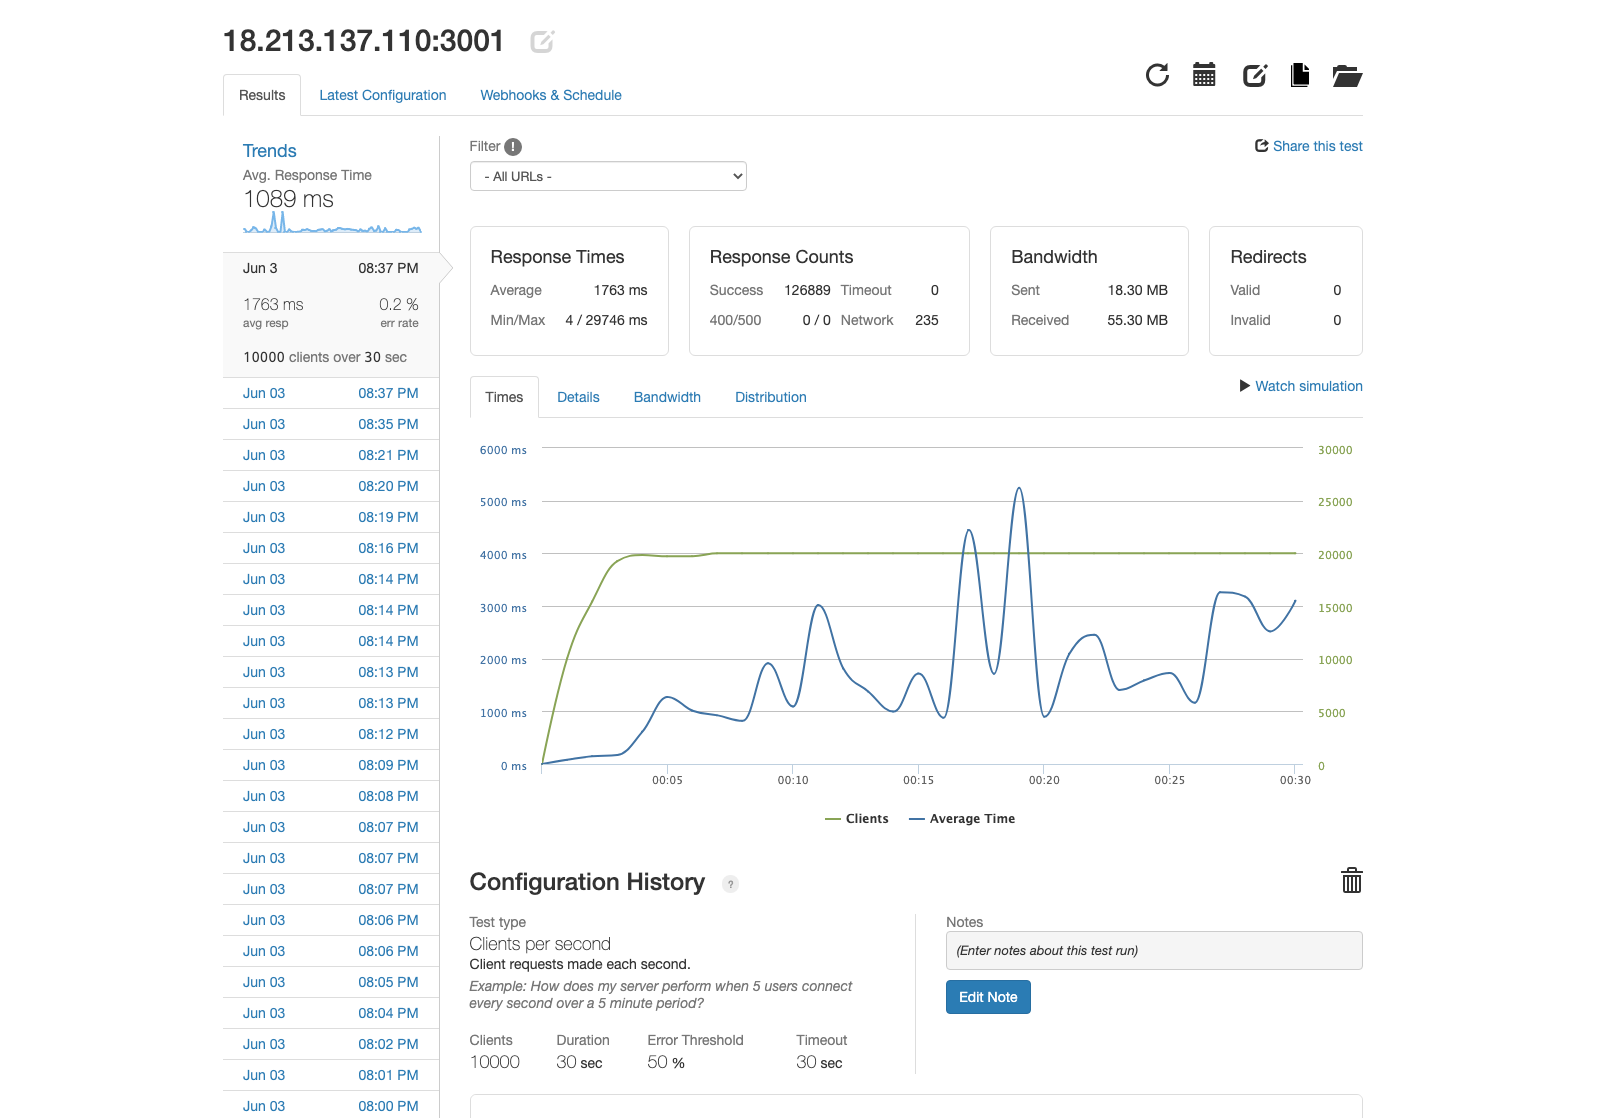 18.213.137.110:3001
Results
Latest Configuration
Webhooks & Schedule
Trends
Avg. Response Time
1089 ms
Jun 3 08:37 PM
1763 ms 0.2 %
avg resp err rate
10000 clients over 30 sec
Jun 03 08:37 PM
Jun 03 08:35 PM
Jun 03 08:21 PM
Jun 03 08:20 PM
Jun 03 08:19 PM
Jun 03 08:16 PM
Jun 03 08:14 PM
Jun 03 08:14 PM
Jun 03 08:14 PM
Jun 03 08:13 PM
Jun 03 08:13 PM
Jun 03 08:12 PM
Jun 03 08:09 PM
Jun 03 08:08 PM
Jun 03 08:07 PM
Jun 03 08:07 PM
Jun 03 08:07 PM
Jun 03 08:06 PM
Jun 03 08:06 PM
Jun 03 08:05 PM
Jun 03 08:04 PM
Jun 03 08:02 PM
Jun 03 08:01 PM
Jun 03 08:00 PM
Filter !
Share this test
- All URLs -
Response Times
Average 1763 ms
Min/Max 4 / 29746 ms
Response Counts
Success 126889 Timeout 0
400/500 0 / 0 Network 235
Bandwidth
Sent 18.30 MB
Received 55.30 MB
Redirects
Valid 0
Invalid 0
Times
Details
Bandwidth
Distribution
Watch simulation
6000 ms 30000
5000 ms 25000
4000 ms 20000
3000 ms 15000
2000 ms 10000
1000 ms 5000
0 ms 0
00:05 00:10 00:15 00:20 00:25 00:30
Clients Average Time
Configuration History ?
Test type
Clients per second
Client requests made each second.
Example: How does my server perform when 5 users connect
every second over a 5 minute period?
Clients Duration Error Threshold Timeout
10000 30 sec 50 % 30 sec
Notes
(Enter notes about this test run)
Edit Note